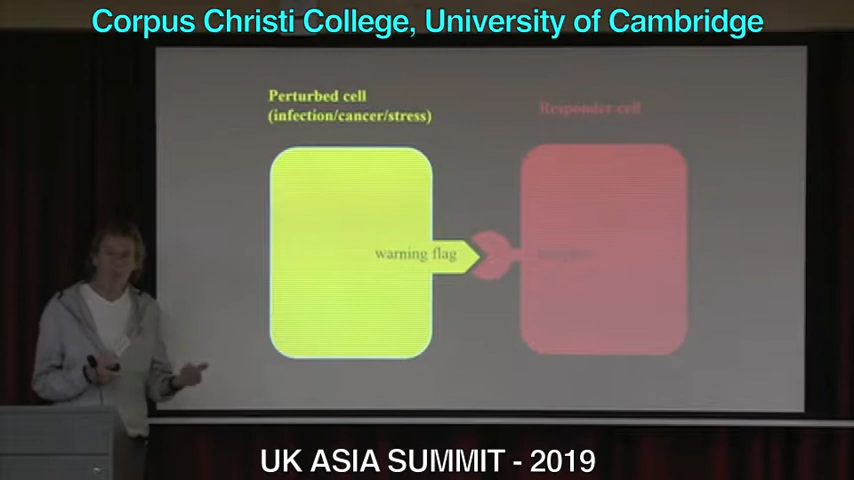 Corpus Christi College, University of Cambridge
Perturbed cell
(infection/cancer/stress)
Responder cell
warning flag
UK ASIA SUMMIT - 2019